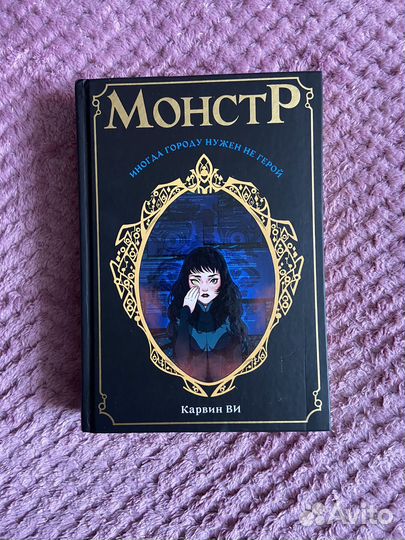 МОНСТР
ИНОГДА ГОРОДУ НУЖЕН НЕ ГЕРОЙ
Карвин ВИ
Avito